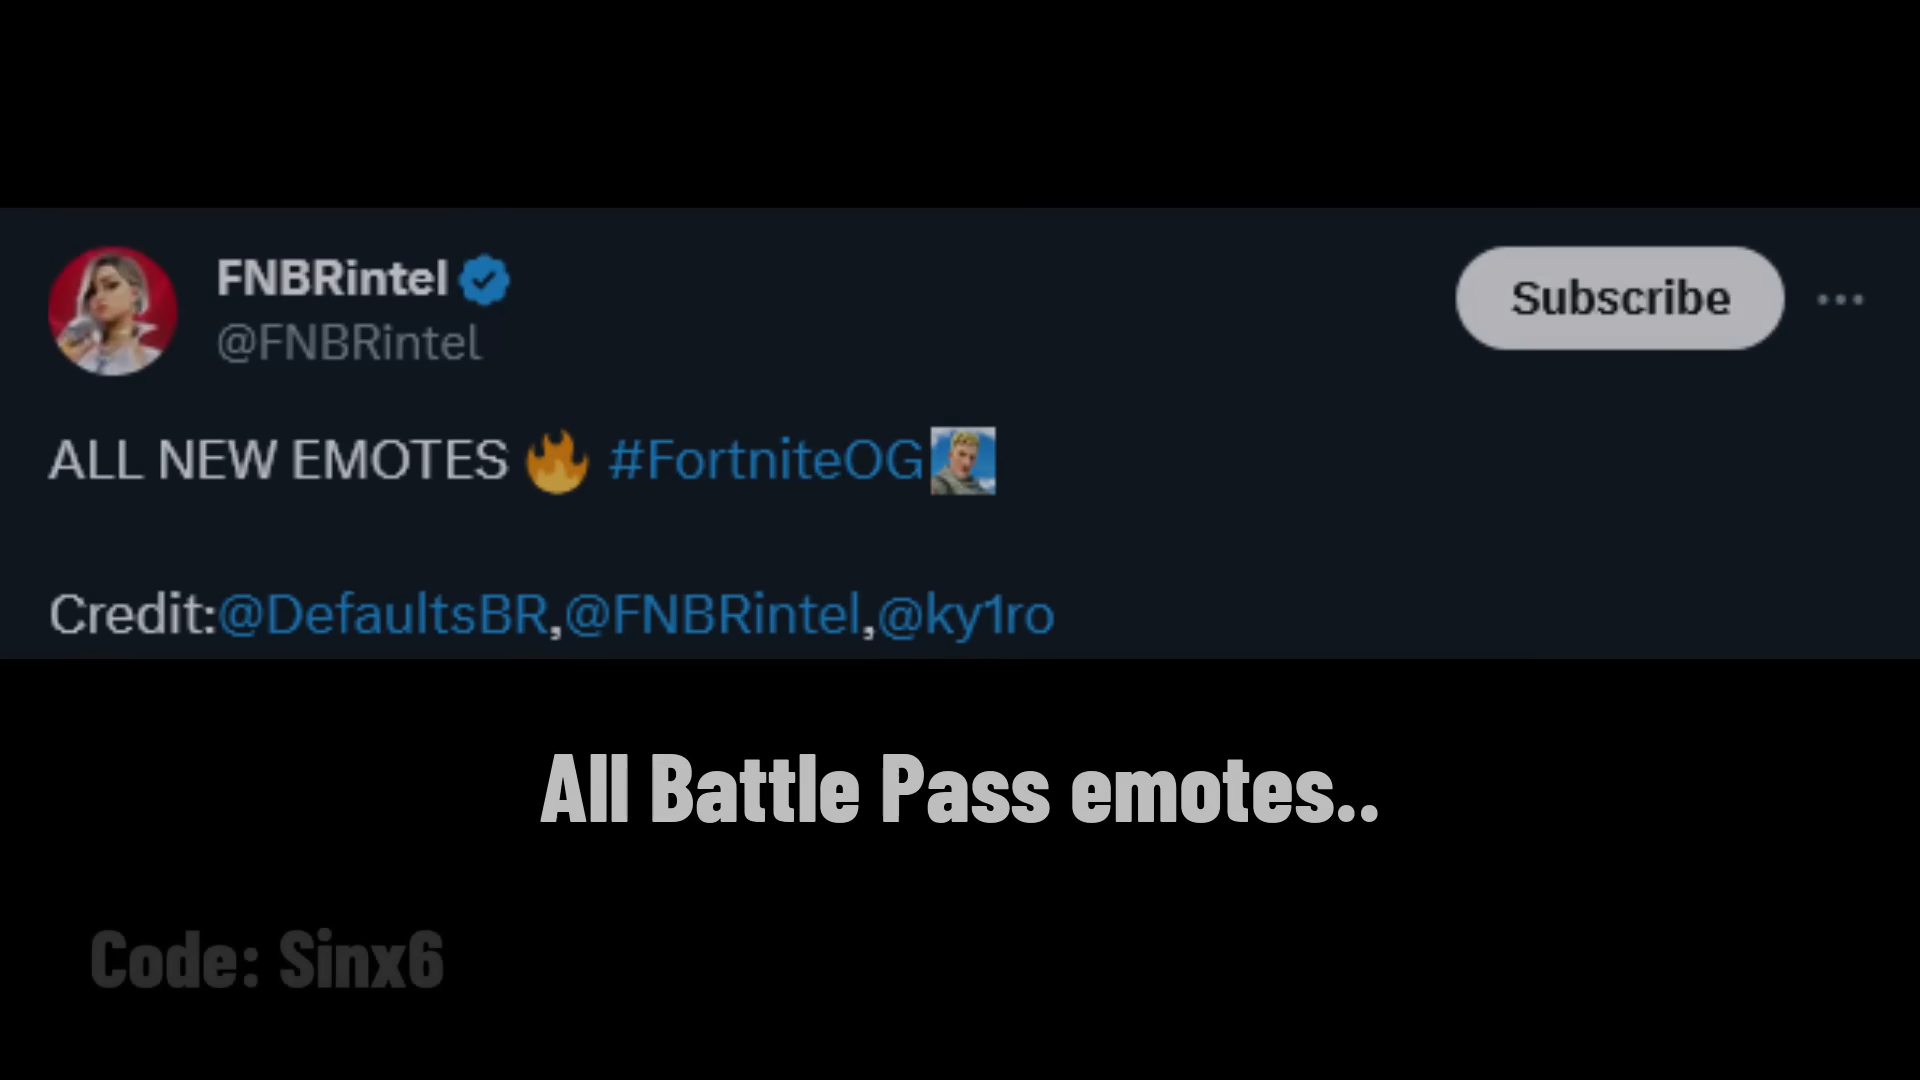 FNBRintel
@FNBRintel
Subscribe
ALL NEW EMOTES 🔥 #FortniteOG
Credit:@DefaultsBR,@FNBRintel,@ky1ro
All Battle Pass emotes..
Code: Sinx6